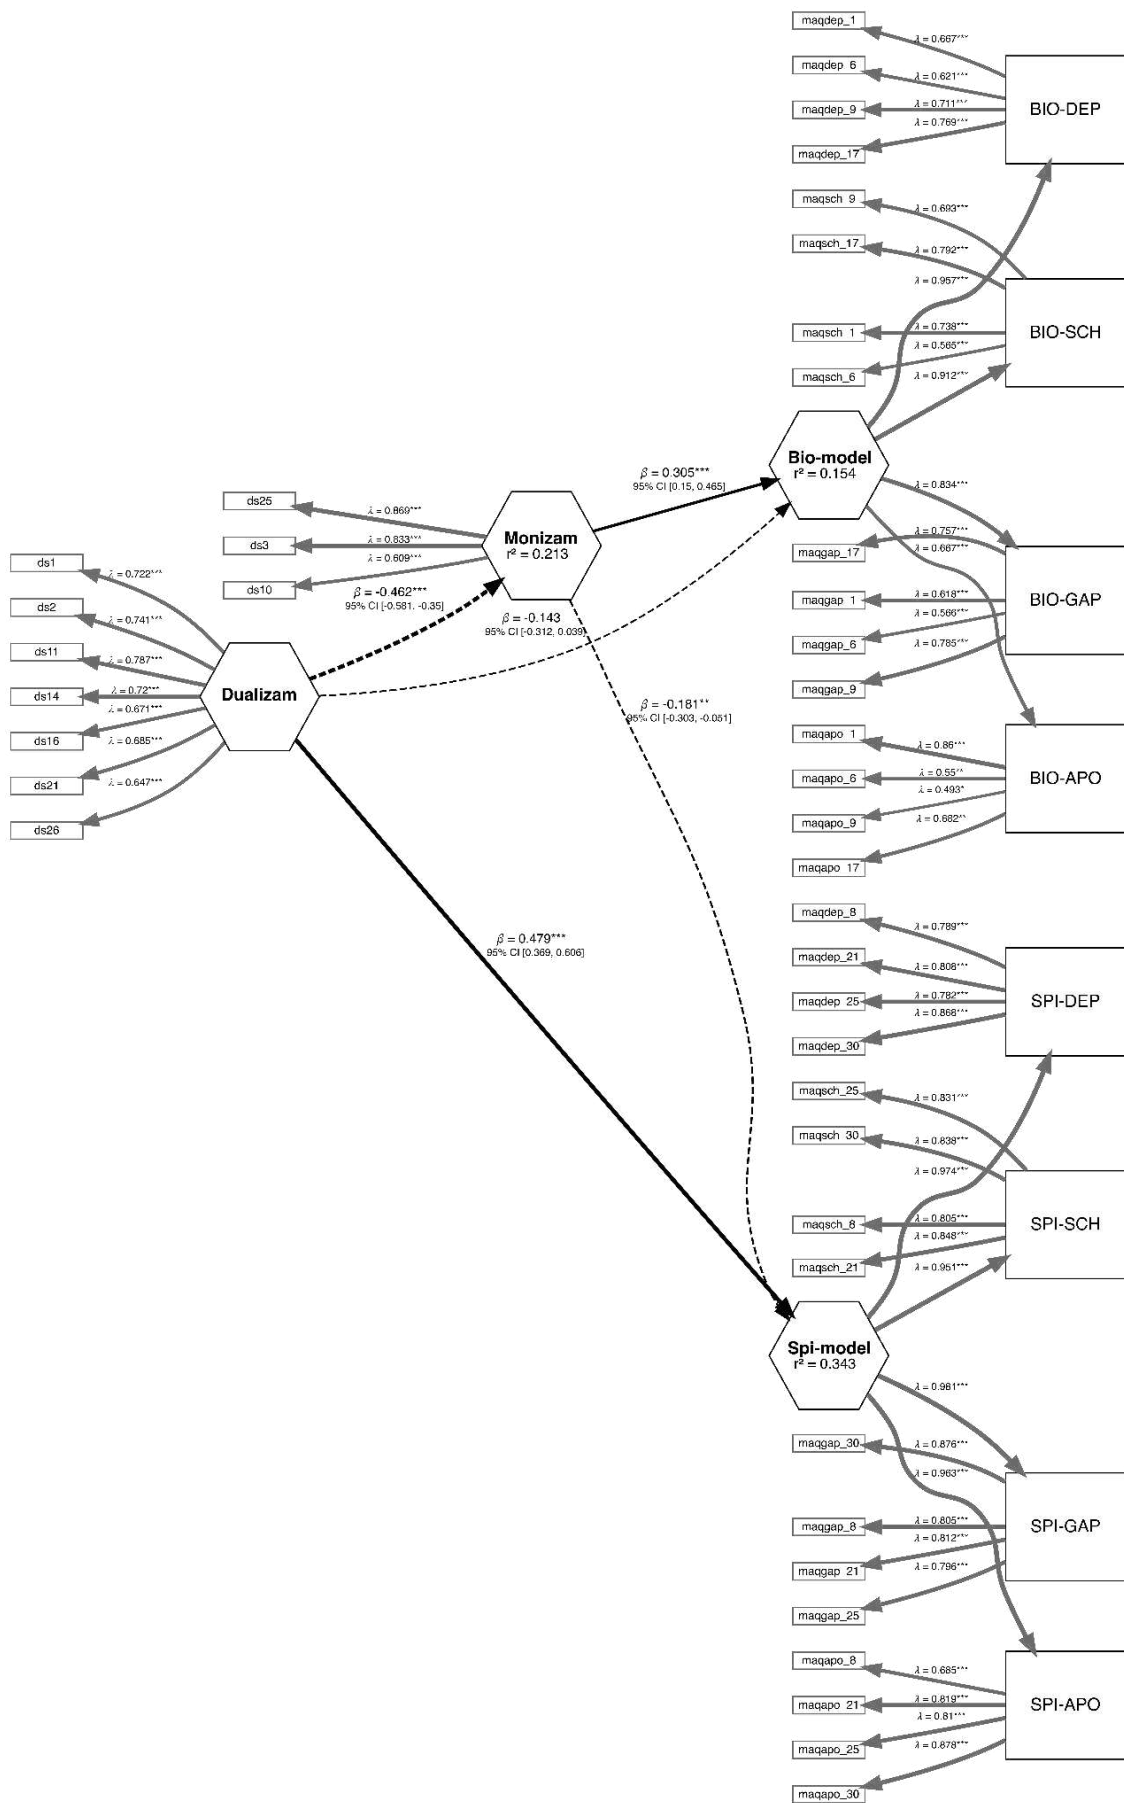 maqdep_1
λ = 0.667***
maqdep_6
λ = 0.621***
BIO-DEP
maqdep_9
λ = 0.711***
λ = 0.769***
maqdep_17
maqsch_9
λ = 0.693***
maqsch_17
λ = 0.792***
λ = 0.957***
BIO-SCH
maqsch_1
λ = 0.738***
λ = 0.565***
maqsch_6
λ = 0.912***
Bio-model
r² = 0.154
β = 0.305***
95% CI [0.15, 0.465]
λ = 0.834***
ds25
λ = 0.869***
Monizam
r² = 0.213
ds3
λ = 0.833***
λ = 0.609***
ds10
maqgap_17
λ = 0.757***
λ = 0.667***
BIO-GAP
maqgap_1
λ = 0.618***
λ = 0.566***
maqgap_6
λ = 0.785***
maqgap_9
ds1
λ = 0.722***
ds2
λ = 0.741***
ds11
λ = 0.787***
ds14
λ = 0.72***
λ = 0.671***
ds16
λ = 0.685***
ds21
λ = 0.647***
ds26
Dualizam
β = -0.462***
95% CI [-0.581, -0.35]
β = -0.143
95% CI [-0.312, 0.039]
β = -0.181**
95% CI [-0.303, -0.051]
maqapo_1
λ = 0.86***
maqapo_6
λ = 0.55**
BIO-APO
λ = 0.493*
maqapo_9
λ = 0.682**
maqapo_17
β = 0.479***
95% CI [0.369, 0.606]
maqdep_8
λ = 0.789***
maqdep_21
λ = 0.808***
SPI-DEP
maqdep_25
λ = 0.782***
λ = 0.868***
maqdep_30
maqsch_25
λ = 0.831***
maqsch_30
λ = 0.838***
λ = 0.974***
SPI-SCH
maqsch_8
λ = 0.805***
λ = 0.848***
maqsch_21
λ = 0.951***
Spi-model
r² = 0.343
λ = 0.981***
maqgap_30
λ = 0.876***
λ = 0.963***
SPI-GAP
maqgap_8
λ = 0.805***
λ = 0.812***
maqgap_21
λ = 0.796***
maqgap_25
maqapo_8
λ = 0.685***
maqapo_21
λ = 0.819***
SPI-APO
λ = 0.81***
maqapo_25
λ = 0.878***
maqapo_30